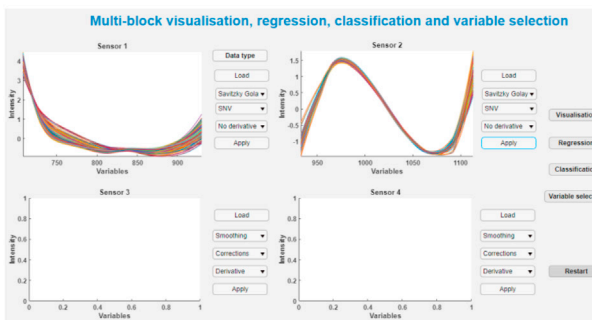 Multi-block visualisation, regression, classification and variable selection
Sensor 1
Intensity
4
3
2
1
0
750
800
850
900
Variables
Data type
Load
Savitzky Gola
SNV
No derivative
Apply
Sensor 2
Intensity
1.5
1
0.5
0
-0.5
-1
950
1000
1050
1100
Variables
Load
Savitzky Golay
SNV
No derivative
Apply
Visualisation
Regression
Classificatio
Variable selec
Restart
Sensor 3
Intensity
1
0.8
0.6
0.4
0.2
0
0
0.2
0.4
0.6
0.8
1
Variables
Load
Smoothing
Corrections
Derivative
Apply
Sensor 4
Intensity
1
0.8
0.6
0.4
0.2
0
0
0.2
0.4
0.6
0.8
1
Variables
Load
Smoothing
Corrections
Derivative
Apply